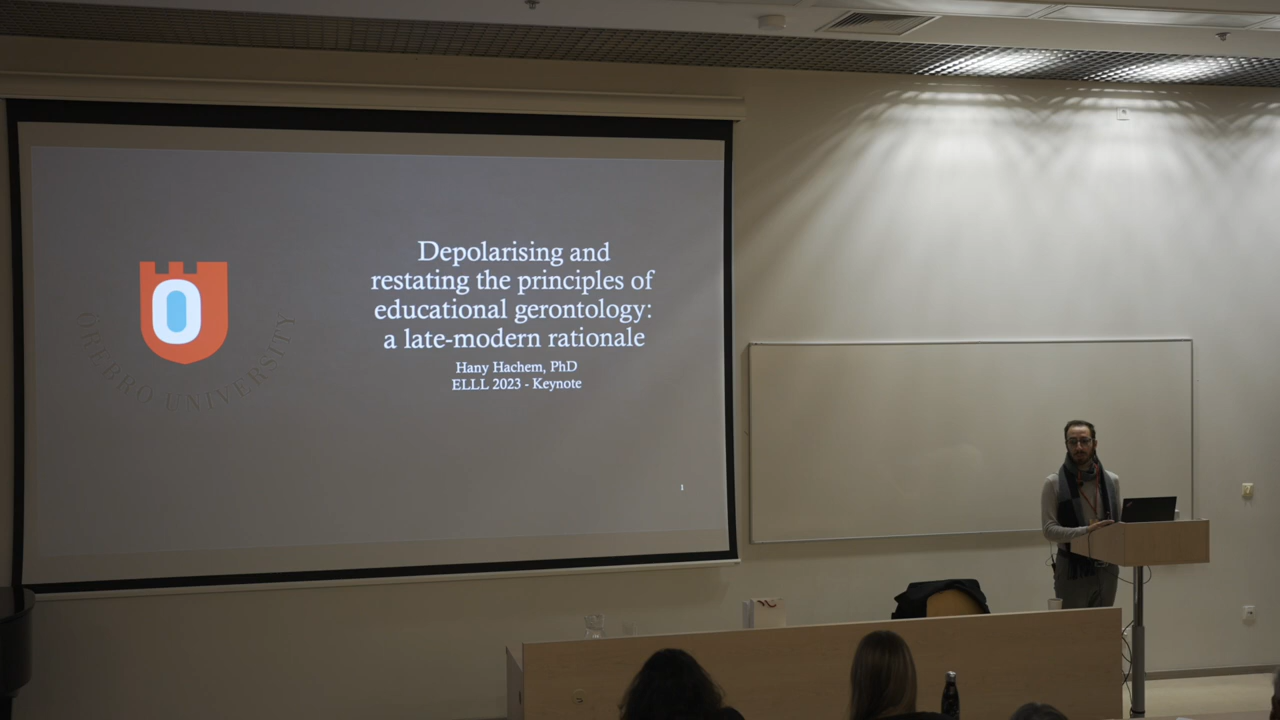 ÖREBRO UNIVERSITY
Depolarising and
restating the principles of
educational gerontology:
a late-modern rationale
Hany Hachem, PhD
ELLL 2023 - Keynote
1